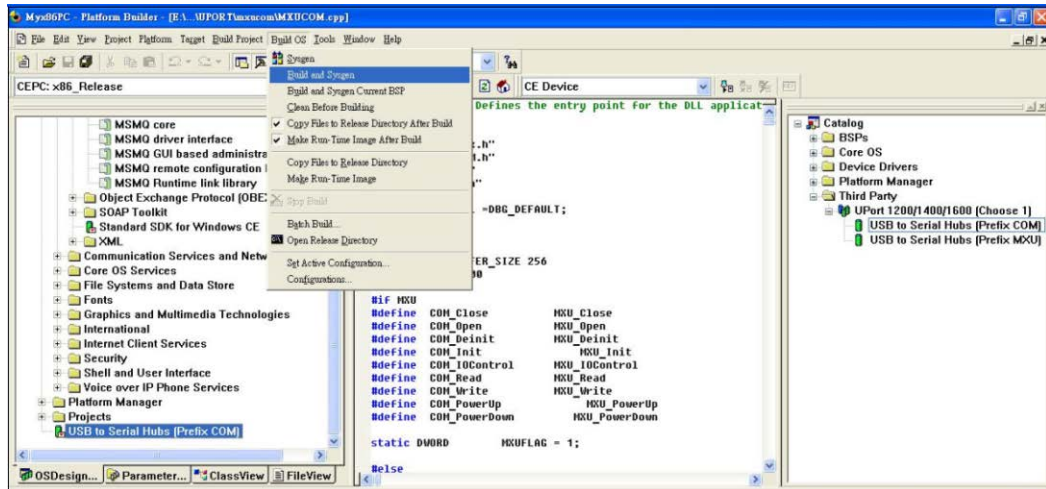 Myx86PC - Platform Builder - [E:\...\UPORT\mxucom\MXUCOM.cpp]
File Edit View Project Platform Target Build Project Build OS Tools Window Help
CEPC: x86_Release
CE Device
Sysgen
Build and Sysgen
Build and Sysgen Current BSP
Clean Before Building
Copy Files to Release Directory After Build
Make Run-Time Image After Build
Copy Files to Release Directory
Make Run-Time Image
Stop Build
Batch Build...
Open Release Directory
Set Active Configuration...
Configurations...
MSMQ core
MSMQ driver interface
MSMQ GUI based administra
MSMQ remote configuration
MSMQ Runtime link library
Object Exchange Protocol (OBE
SOAP Toolkit
Standard SDK for Windows CE
XML
Communication Services and Netw
Core OS Services
File Systems and Data Store
Fonts
Graphics and Multimedia Technologies
International
Internet Client Services
Security
Shell and User Interface
Voice over IP Phone Services
Platform Manager
Projects
USB to Serial Hubs (Prefix COM)
OSDesign... Parameter... ClassView FileView
Defines the entry point for the DLL applicat
.h"
.h"
"
=DBG_DEFAULT;
ER_SIZE 256
#if MXU
#define COM_Close MXU_Close
#define COM_Open MXU_Open
#define COM_Deinit MXU_Deinit
#define COM_Init MXU_Init
#define COM_IOControl MXU_IOControl
#define COM_Read MXU_Read
#define COM_Write MXU_Write
#define COM_PowerUp MXU_PowerUp
#define COM_PowerDown MXU_PowerDown
static DWORD MXUFLAG = 1;
#else
Catalog
BSPs
Core OS
Device Drivers
Platform Manager
Third Party
UPort 1200/1400/1600 (Choose 1)
USB to Serial Hubs (Prefix COM)
USB to Serial Hubs (Prefix MXU)